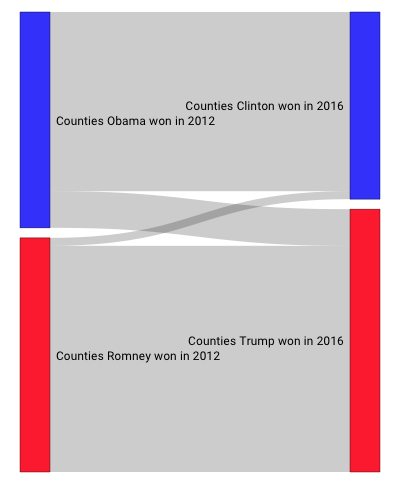 Counties Clinton won in 2016
Counties Obama won in 2012
Counties Trump won in 2016
Counties Romney won in 2012